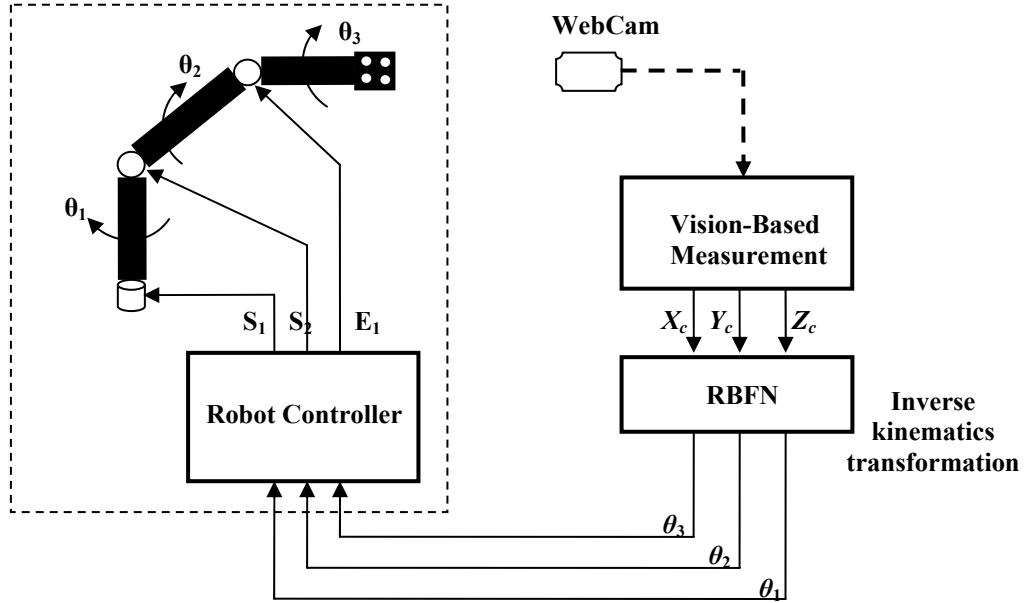 θ3
WebCam
θ2
θ1
Vision-Based
Measurement
S1 S2 E1
Xc Yc Zc
Robot Controller
RBFN
Inverse
kinematics
transformation
θ3
θ2
θ1